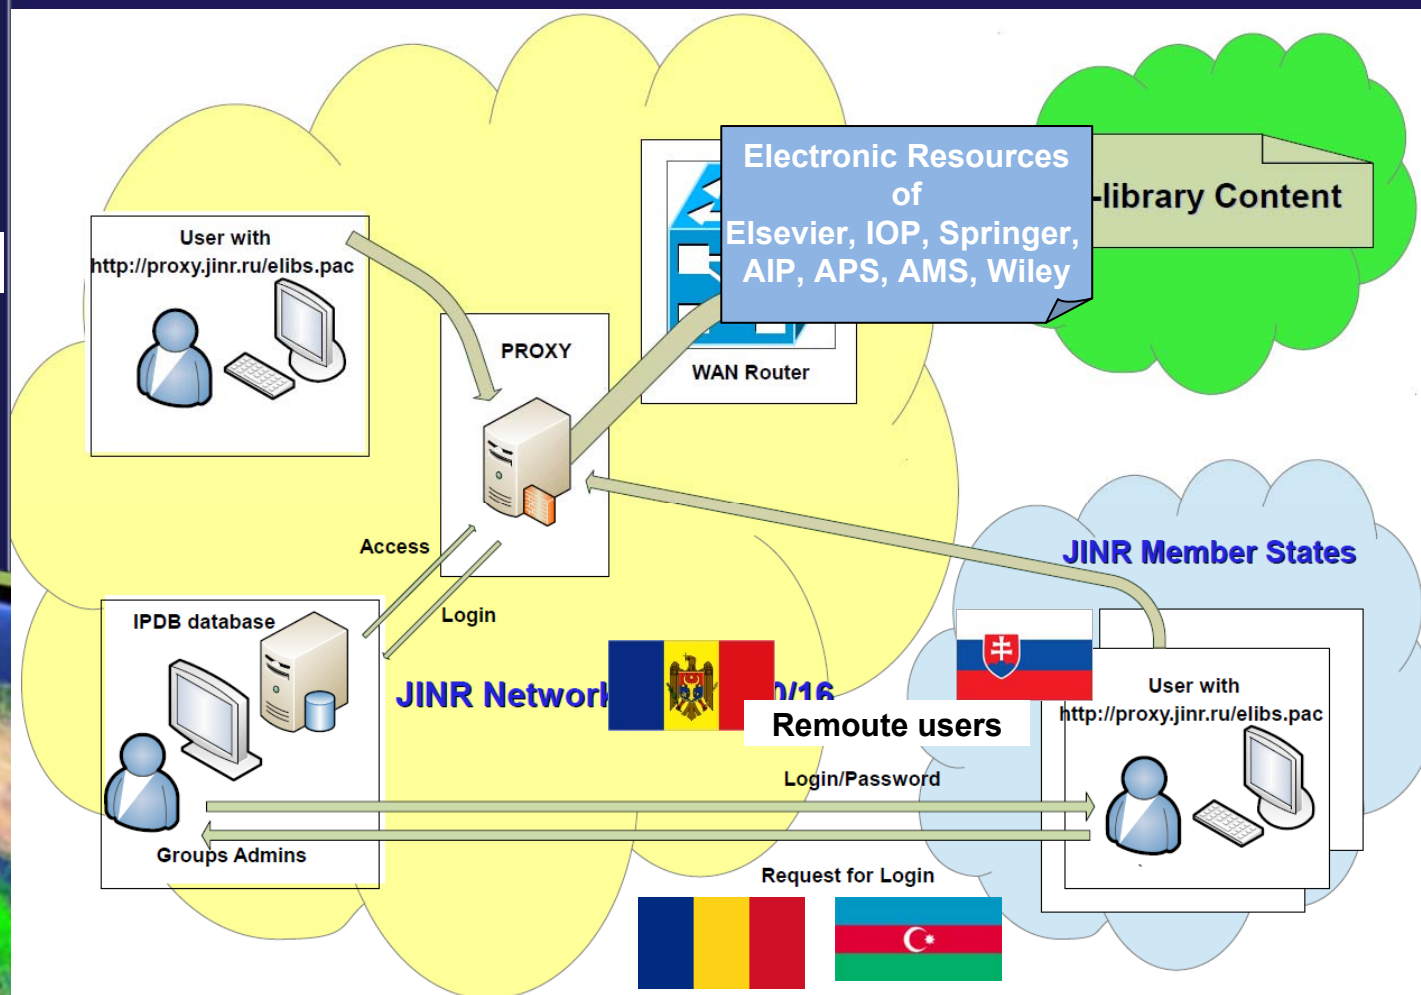 Electronic Resources
of
Elsevier, IOP, Springer,
AIP, APS, AMS, Wiley
-library Content
User with
http://proxy.jinr.ru/elibs.pac
PROXY
WAN Router
Access
Login
JINR Member States
IPDB database
JINR Network 0/16
Remoute users
User with
http://proxy.jinr.ru/elibs.pac
Login/Password
Groups Admins
Request for Login